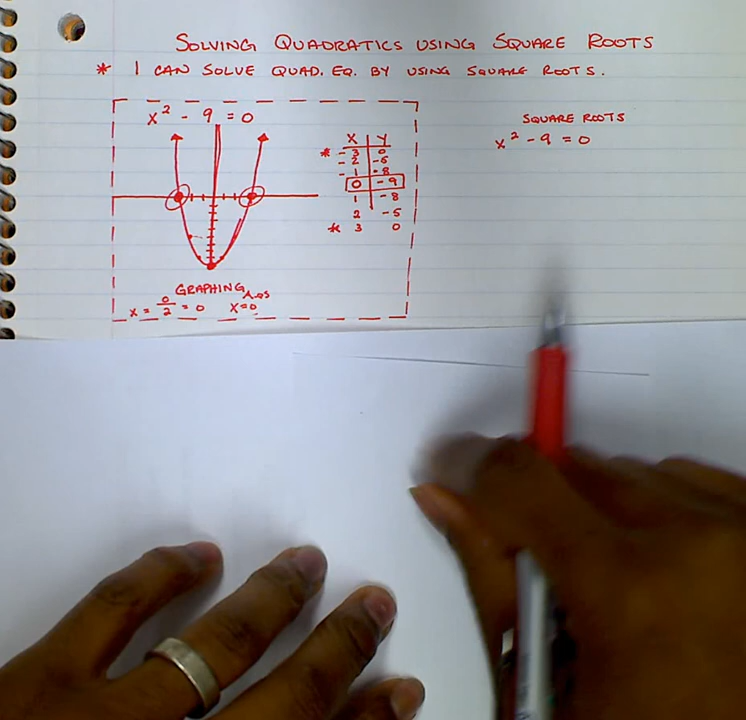 SOLVING QUADRATICS USING SQUARE ROOTS
* I CAN SOLVE QUAD. EQ. BY USING SQUARE ROOTS.
x² - 9 = 0
X Y
* -3 0
-2 -5
-1 -8
0 -9
1 -8
2 -5
* 3 0
GRAPHING
A.O.S
x = 0/2 = 0 x=0
SQUARE ROOTS
x² - 9 = 0